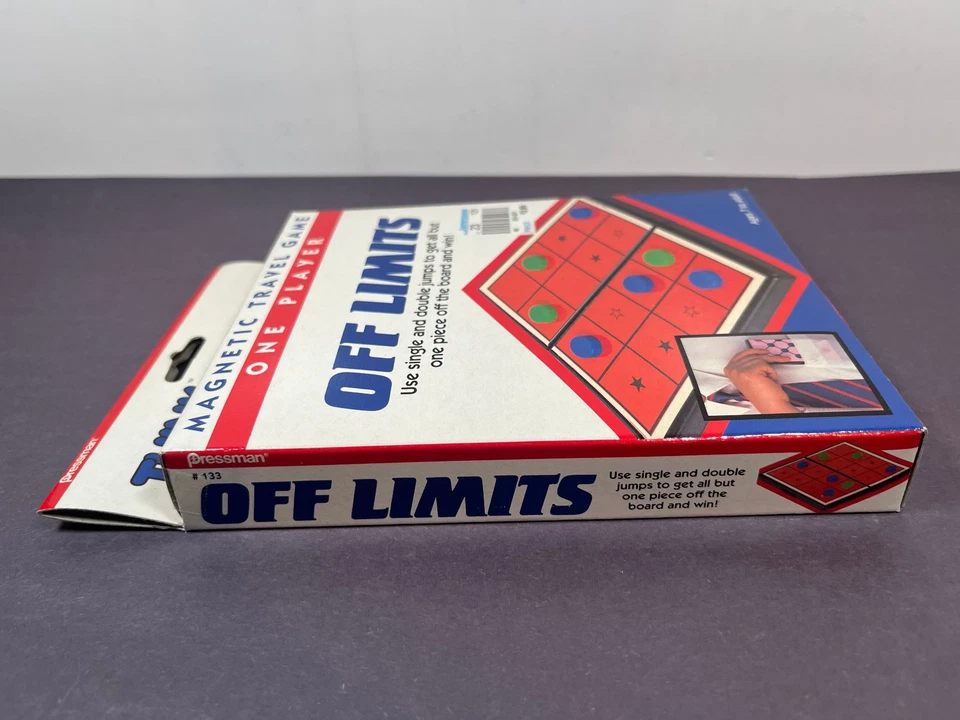 MAGNETIC TRAVEL GAME
ONE PLAYER
OFF LIMITS
Use single and double jumps to get all but
one piece off the board and win!
Pressman®
Pressman®
# 133
OFF LIMITS
Use single and double
jumps to get all but
one piece off the
board and win!